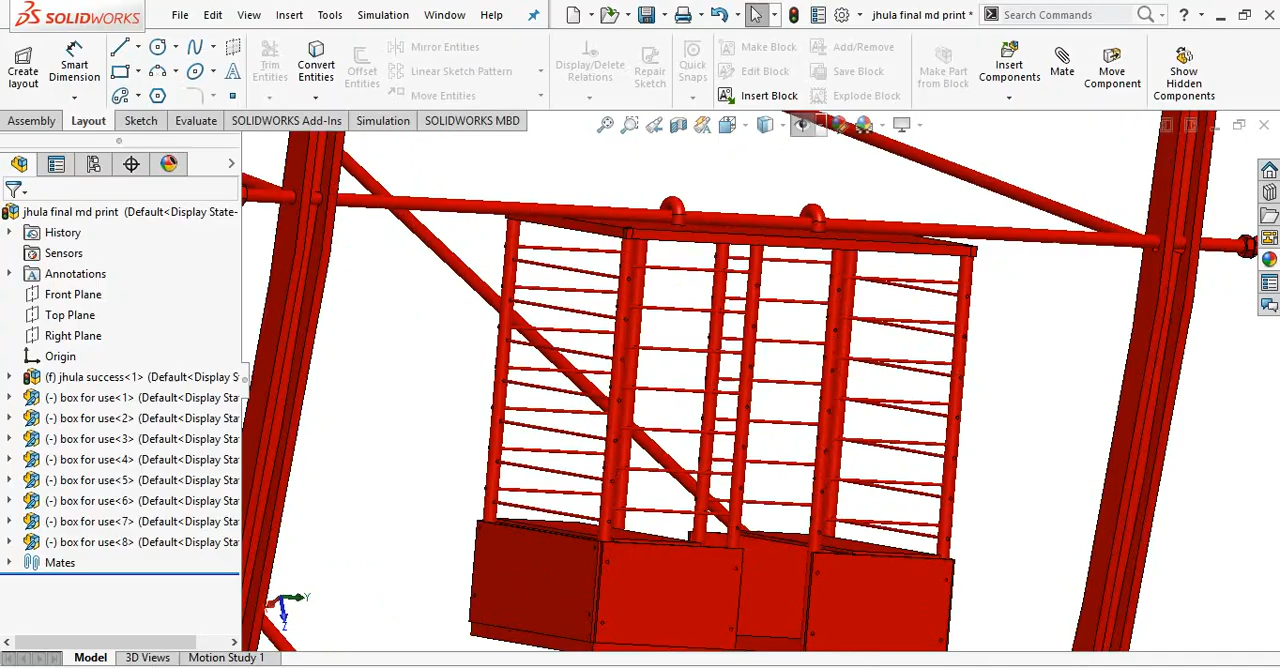 SOLIDWORKS File Edit View Insert Tools Simulation Window Help jhula final md print * Search Commands ?
Create layout
Smart Dimension
Trim Entities
Convert Entities
Offset Entities
Mirror Entities
Linear Sketch Pattern
Move Entities
Display/Delete Relations
Repair Sketch
Quick Snaps
Make Block
Edit Block
Insert Block
Add/Remove
Save Block
Explode Block
Make Part from Block
Insert Components
Mate
Move Component
Show Hidden Components
Assembly Layout Sketch Evaluate SOLIDWORKS Add-Ins Simulation SOLIDWORKS MBD
jhula final md print (Default<Display State-
History
Sensors
Annotations
Front Plane
Top Plane
Right Plane
Origin
(f) jhula success<1> (Default<Display S
(-) box for use<1> (Default<Display Sta
(-) box for use<2> (Default<Display Sta
(-) box for use<3> (Default<Display Sta
(-) box for use<4> (Default<Display Sta
(-) box for use<5> (Default<Display Sta
(-) box for use<6> (Default<Display Sta
(-) box for use<7> (Default<Display Sta
(-) box for use<8> (Default<Display Sta
Mates
Y
Z
Model 3D Views Motion Study 1